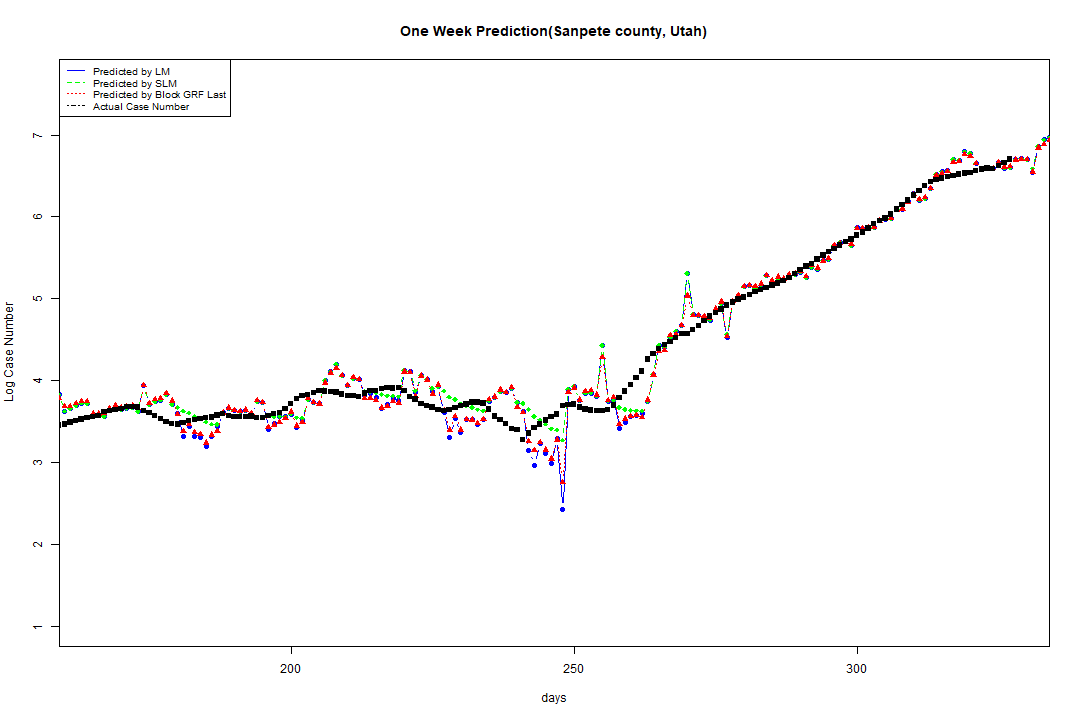 One Week Prediction(Sanpete county, Utah)
Predicted by LM
Predicted by SLM
Predicted by Block GRF Last
Actual Case Number
Log Case Number
7
6
5
4
3
2
1
200
250
300
days